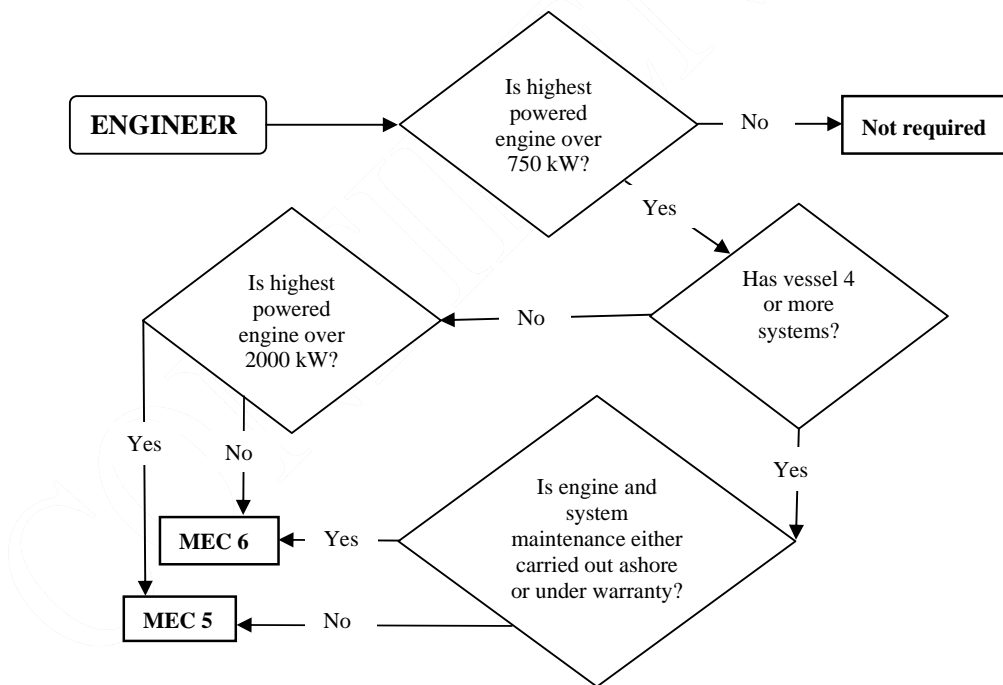 Is highest
powered
engine over
750 kW?
ENGINEER
No
Not required
Yes
Is highest
powered
engine over
2000 kW?
Has vessel 4
or more
systems?
No
Yes
No
Yes
Is engine and
system
maintenance either
carried out ashore
or under warranty?
MEC 6
Yes
MEC 5
No